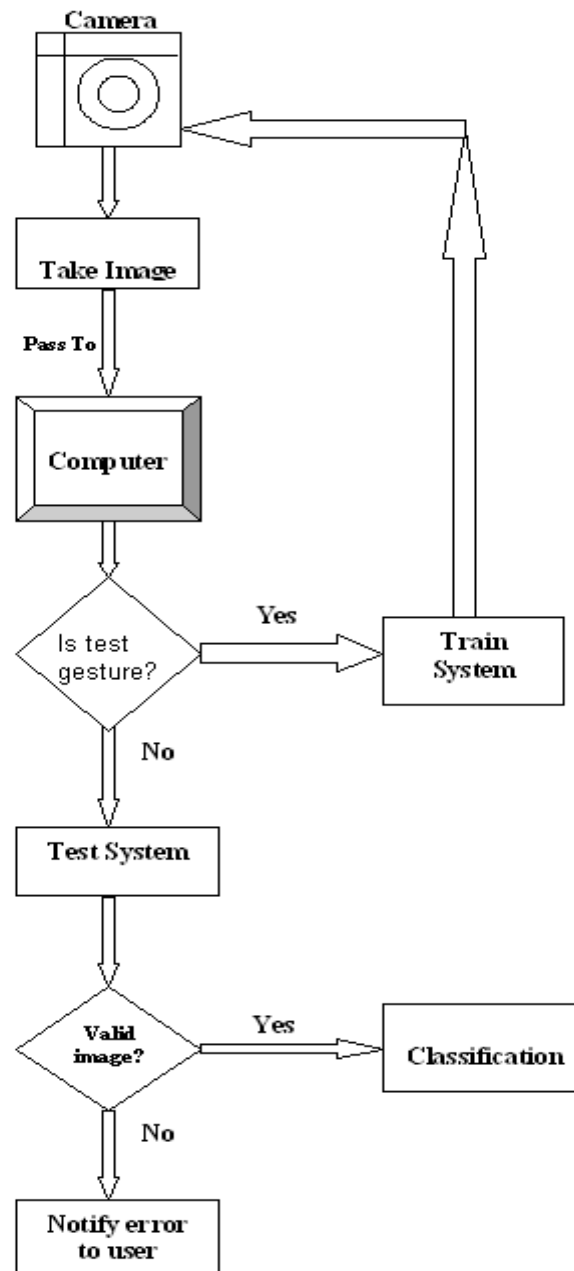 Camera
Take Image
Pass To
Computer
Is test
gesture?
Yes
Train
System
No
Test System
Valid
image?
Yes
Classification
No
Notify error
to user